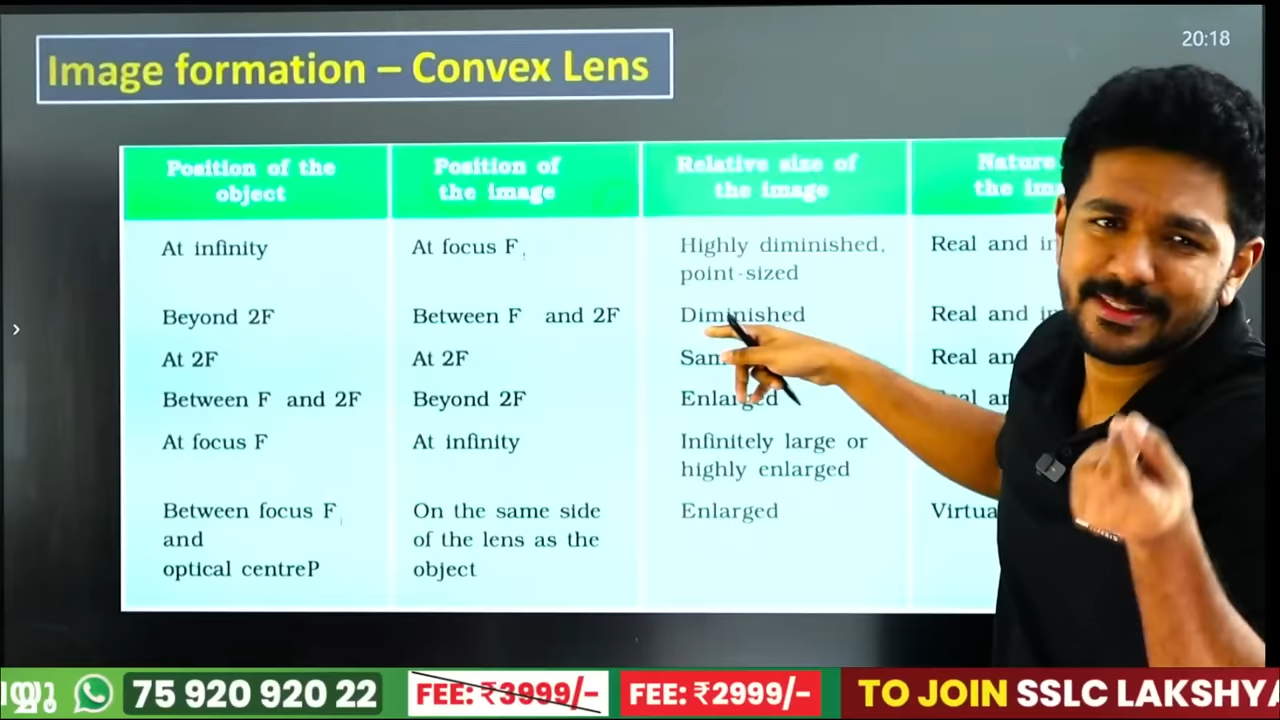 Image formation – Convex Lens
20:18
Position of the
object
Position of
the image
Relative size of
the image
Nature
the
At infinity
At focus F
Highly diminished,
point-sized
Real and
Beyond 2F
Between F and 2F
Diminished
Real and
At 2F
At 2F
Real
Between F and 2F
Beyond 2F
Enlarged
At focus F
At infinity
Infinitely large or
highly enlarged
Between focus F
and
optical centreP
On the same side
of the lens as the
object
Enlarged
75 920 920 22
FEE: ₹3999/-
FEE: ₹2999/-
TO JOIN SSLC LAKSHYA